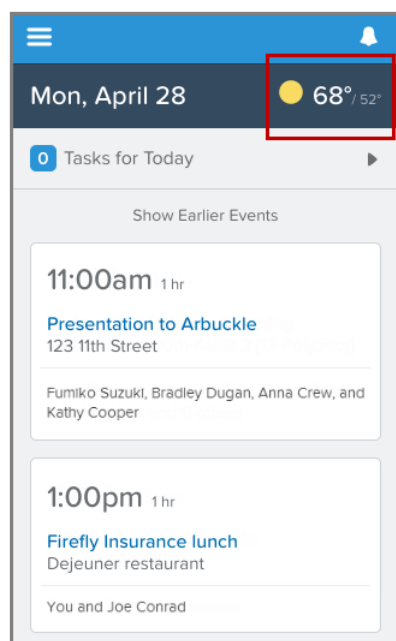 Mon, April 28 68°/ 52°
0 Tasks for Today
Show Earlier Events
11:00am 1 hr
Presentation to Arbuckle
123 11th Street
Fumiko Suzuki, Bradley Dugan, Anna Crew, and
Kathy Cooper
1:00pm 1 hr
Firefly Insurance lunch
Dejeuner restaurant
You and Joe Conrad